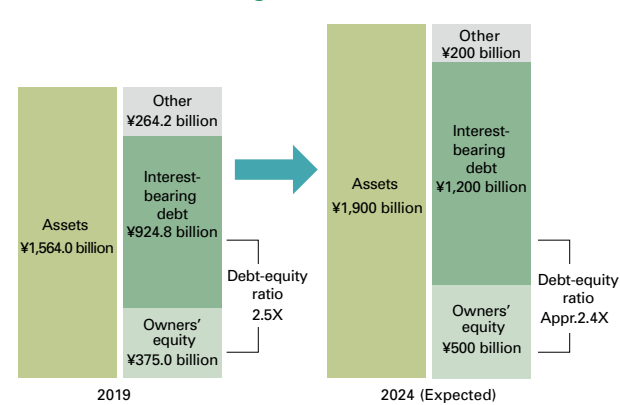 Other
¥264.2 billion
Interest-
bearing
debt
¥924.8 billion
Assets
¥1,564.0 billion
Owners'
equity
¥375.0 billion
Debt-equity
ratio
2.5X
2019
Other
¥200 billion
Interest-
bearing
debt
¥1,200 billion
Assets
¥1,900 billion
Owners'
equity
¥500 billion
Debt-equity
ratio
Appr.2.4X
2024 (Expected)